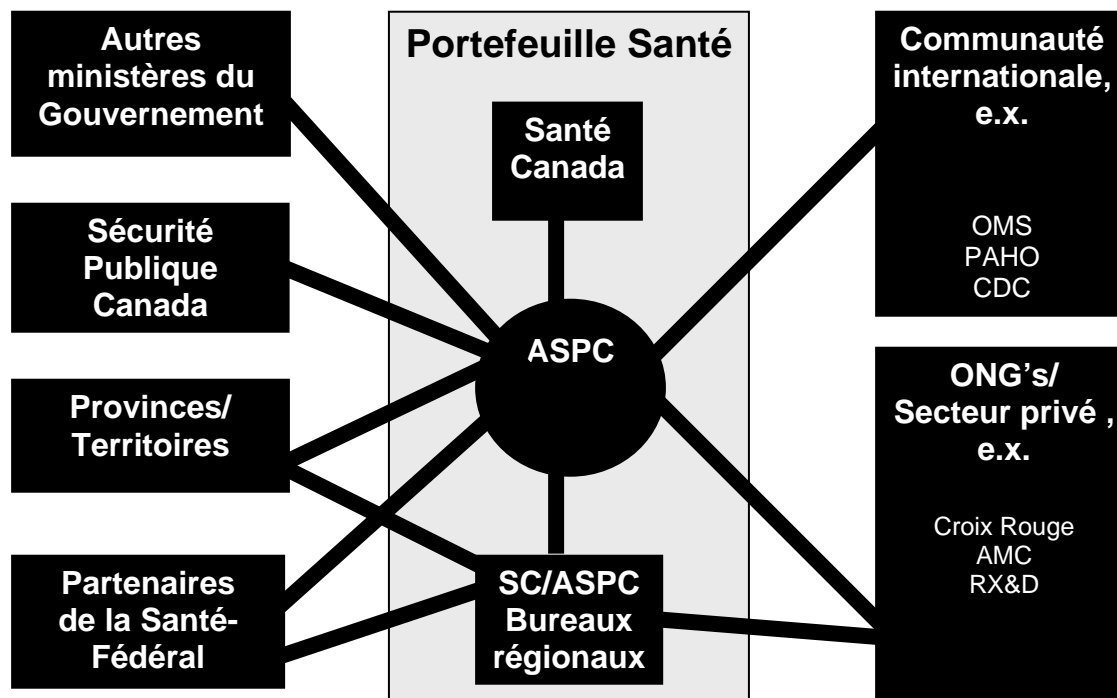 Autres
ministères du
Gouvernement
Sécurité
Publique
Canada
Provinces/
Territoires
Partenaires
de la Santé-
Fédéral
Portefeuille Santé
Santé
Canada
ASPC
SC/ASPC
Bureaux
régionaux
Communauté
internationale,
e.x.
OMS
PAHO
CDC
ONG’s/
Secteur privé ,
e.x.
Croix Rouge
AMC
RX&D